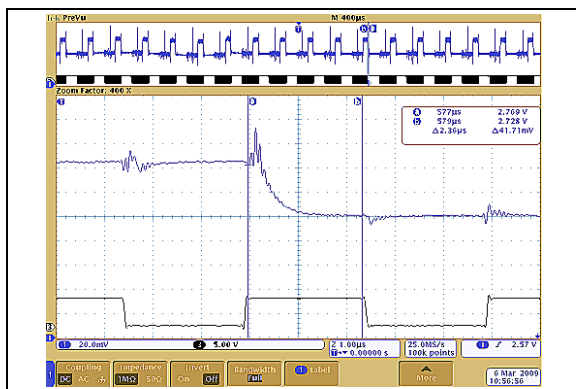 Tek PreVu
M 400µs
Zoom Factor: 400 X
a 577µs 2.769 V
b 579µs 2.728 V
Δ2.36µs Δ41.71mV
1 20.0mV 2 5.00 V
Z 1.00µs
T→▾ 0.00000 s
25.0MS/s
100k points
1 2.57 V
Coupling
DC AC
Impedance
1MΩ 50Ω
Invert
On Off
Bandwidth
Full
1 Label
More
6 Mar 2009
10:56:56